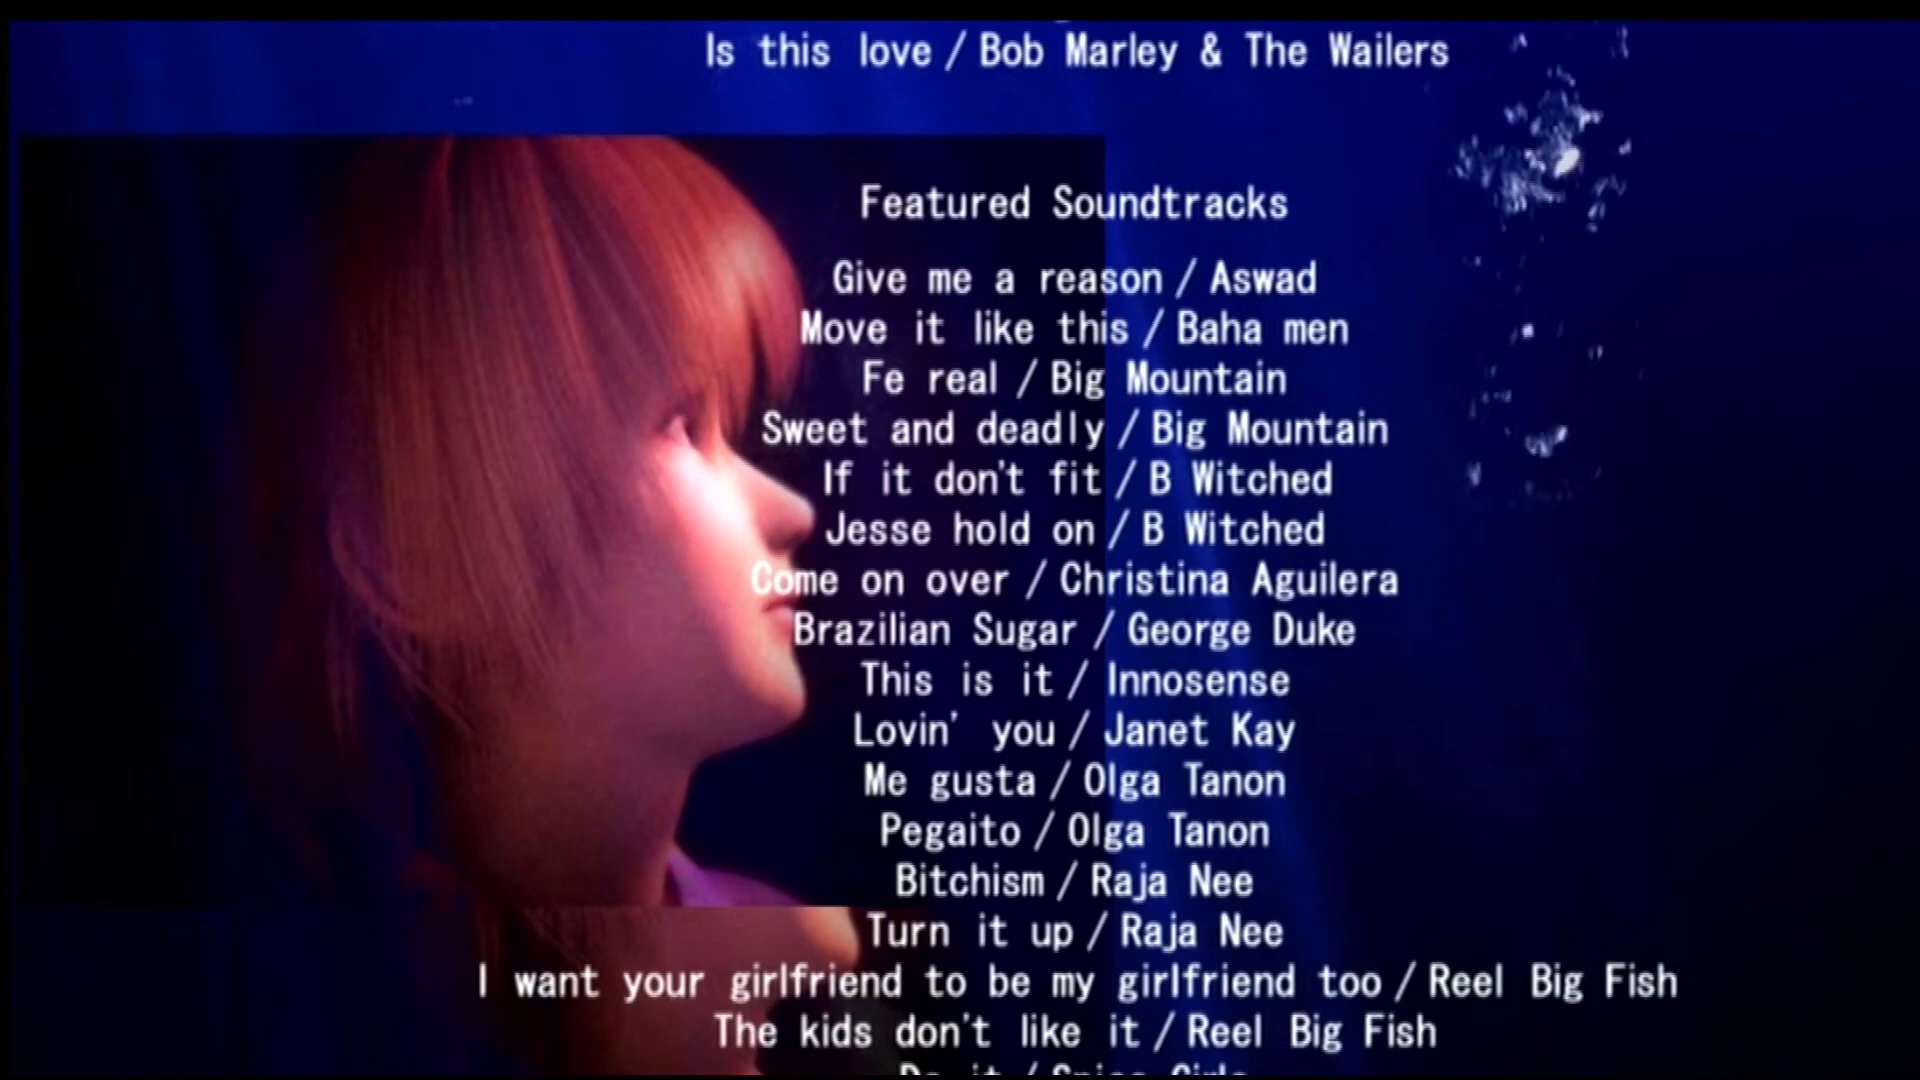 Is this love / Bob Marley & The Wailers
Featured Soundtracks
Give me a reason / Aswad
Move it like this / Baha men
Fe real / Big Mountain
Sweet and deadly / Big Mountain
If it don't fit / B Witched
Jesse hold on / B Witched
Come on over / Christina Aguilera
Brazilian Sugar / George Duke
This is it / Innosense
Lovin' you / Janet Kay
Me gusta / Olga Tanon
Pegaito / Olga Tanon
Bitchism / Raja Nee
Turn it up / Raja Nee
I want your girlfriend to be my girlfriend too / Reel Big Fish
The kids don't like it / Reel Big Fish
Do it / Spice Girls